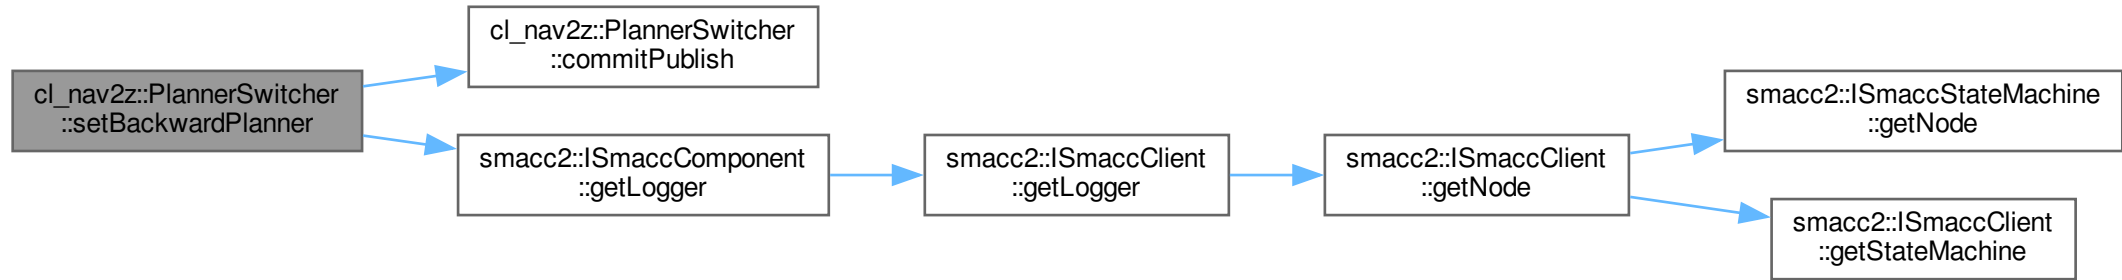 cl_nav2z::PlannerSwitcher
::setBackwardPlanner
cl_nav2z::PlannerSwitcher
::commitPublish
smacc2::ISmaccComponent
::getLogger
smacc2::ISmaccClient
::getLogger
smacc2::ISmaccClient
::getNode
smacc2::ISmaccStateMachine
::getNode
smacc2::ISmaccClient
::getStateMachine